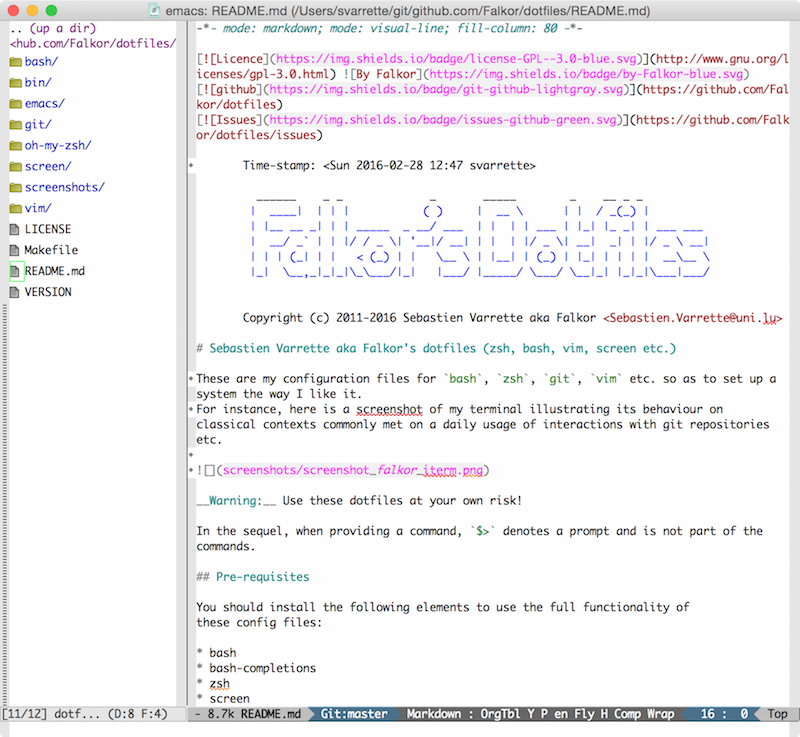 emacs: README.md (/Users/svarrette/git/github.com/Falkor/dotfiles/README.md)
.. (up a dir)
<hub.com/Falkor/dotfiles/
bash/
bin/
emacs/
git/
oh-my-zsh/
screen/
screenshots/
vim/
LICENSE
Makefile
README.md
VERSION
[11/12] dotf... (D:8 F:4)
-*- mode: markdown; mode: visual-line; fill-column: 80 -*-
[![Licence](https://img.shields.io/badge/license-GPL--3.0-blue.svg)](http://www.gnu.org/l
icenses/gpl-3.0.html) ![By Falkor](https://img.shields.io/badge/by-Falkor-blue.svg)
[![github](https://img.shields.io/badge/git-github-lightgray.svg)](https://github.com/Fal
kor/dotfiles)
[![Issues](https://img.shields.io/badge/issues-github-green.svg)](https://github.com/Falk
or/dotfiles/issues)
Time-stamp: <Sun 2016-02-28 12:47 svarrette>
Falkor's Dotfiles
Copyright (c) 2011-2016 Sebastien Varrette aka Falkor <Sebastien.Varrette@uni.lu>
# Sebastien Varrette aka Falkor's dotfiles (zsh, bash, vim, screen etc.)
These are my configuration files for `bash`, `zsh`, `git`, `vim` etc. so as to set up a
system the way I like it.
For instance, here is a screenshot of my terminal illustrating its behaviour on
classical contexts commonly met on a daily usage of interactions with git repositories
etc.
![](screenshots/screenshot_falkor_iterm.png)
__Warning:__ Use these dotfiles at your own risk!
In the sequel, when providing a command, `$>` denotes a prompt and is not part of the
commands.
## Pre-requisites
You should install the following elements to use the full functionality of
these config files:
* bash
* bash-completions
* zsh
* screen
- 8.7k README.md Git:master Markdown : OrgTbl Y P en Fly H Comp Wrap 16 : 0 Top